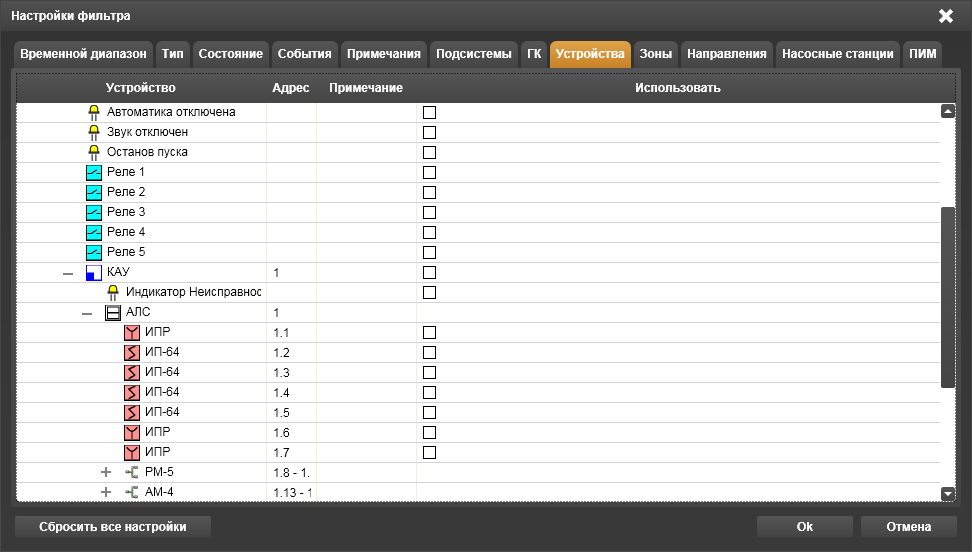 Настройки фильтра
Временной диапазон Тип Состояние События Примечания Подсистемы ГК Устройства Зоны Направления Насосные станции ПИМ
Устройство Адрес Примечание Использовать
Автоматика отключена
Звук отключен
Останов пуска
Реле 1
Реле 2
Реле 3
Реле 4
Реле 5
КАУ 1
Индикатор Неисправнос
АЛС 1
ИПР 1.1
ИП-64 1.2
ИП-64 1.3
ИП-64 1.4
ИП-64 1.5
ИПР 1.6
ИПР 1.7
РМ-5 1.8 - 1.
АМ-4 1.13 - 1
Сбросить все настройки Ok Отмена